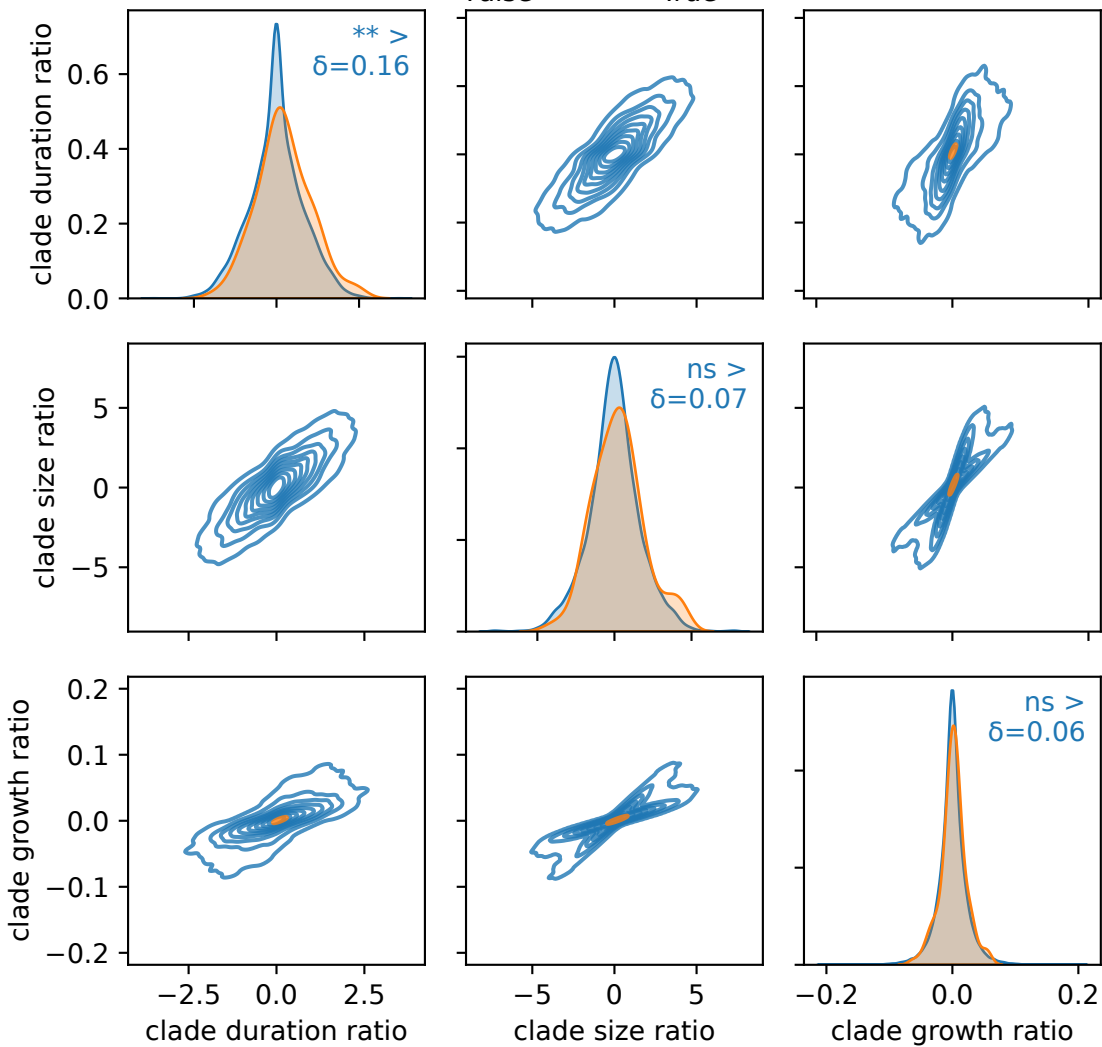 clade duration ratio
0.6
0.4
0.2
0.0
** >
δ=0.16
clade size ratio
5
0
−5
ns >
δ=0.07
clade growth ratio
0.2
0.1
0.0
−0.1
−0.2
ns >
δ=0.06
−2.5 0.0 2.5
−5 0 5
−0.2 0.0 0.2
clade duration ratio
clade size ratio
clade growth ratio